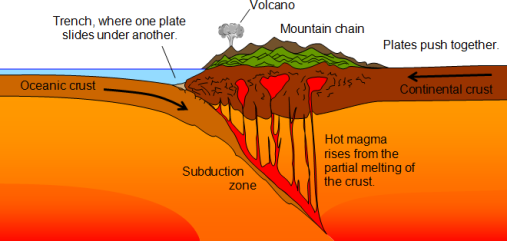 Volcano
Trench, where one plate
slides under another.
Mountain chain
Plates push together.
Oceanic crust
Continental crust
Hot magma
rises from the
partial melting of
the crust.
Subduction
zone